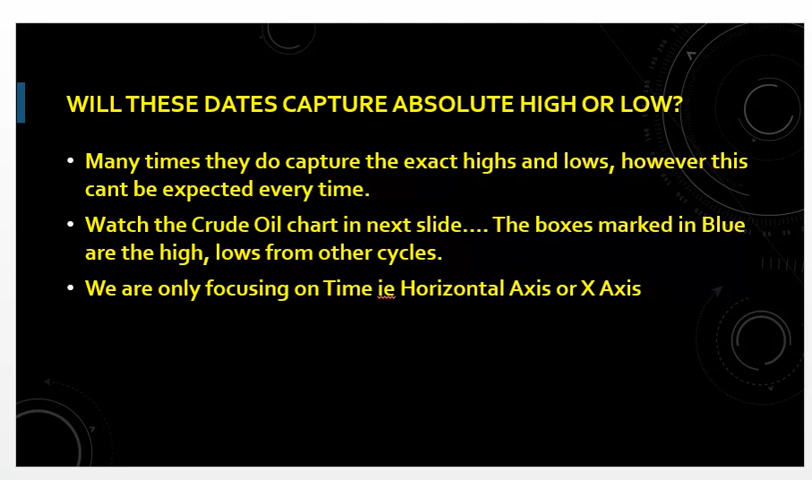 WILL THESE DATES CAPTURE ABSOLUTE HIGH OR LOW?
• Many times they do capture the exact highs and lows, however this
cant be expected every time.
• Watch the Crude Oil chart in next slide.... The boxes marked in Blue
are the high, lows from other cycles.
• We are only focusing on Time ie Horizontal Axis or X Axis